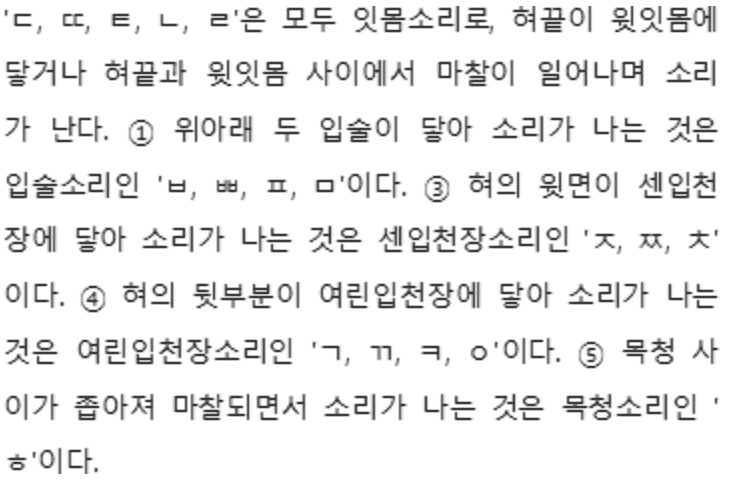 'ㄷ, ㄸ, ㅌ, ㄴ, ㄹ'은 모두 잇몸소리로, 혀끝이 윗잇몸에
닿거나 혀끝과 윗잇몸 사이에서 마찰이 일어나며 소리
가 난다. ① 위아래 두 입술이 닿아 소리가 나는 것은
입술소리인 'ㅂ, ㅃ, ㅍ, ㅁ'이다. ③ 혀의 윗면이 센입천
장에 닿아 소리가 나는 것은 센입천장소리인 'ㅈ, ㅉ, ㅊ'
이다. ④ 혀의 뒷부분이 여린입천장에 닿아 소리가 나는
것은 여린입천장소리인 'ㄱ, ㄲ, ㅋ, ㅇ'이다. ⑤ 목청 사
이가 좁아져 마찰되면서 소리가 나는 것은 목청소리인 '
ㅎ'이다.